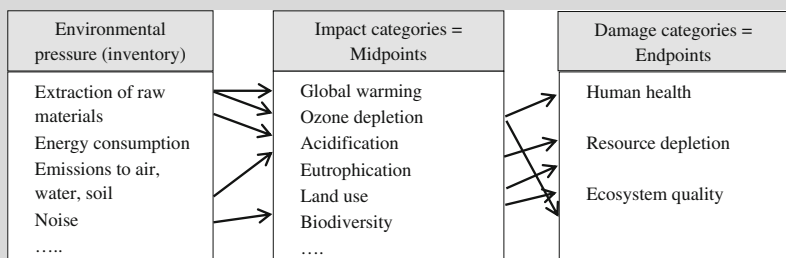 Environmental
pressure (inventory)
Extraction of raw
materials
Energy consumption
Emissions to air,
water, soil
Noise
…..
Impact categories =
Midpoints
Global warming
Ozone depletion
Acidification
Eutrophication
Land use
Biodiversity
….
Damage categories =
Endpoints
Human health
Resource depletion
Ecosystem quality